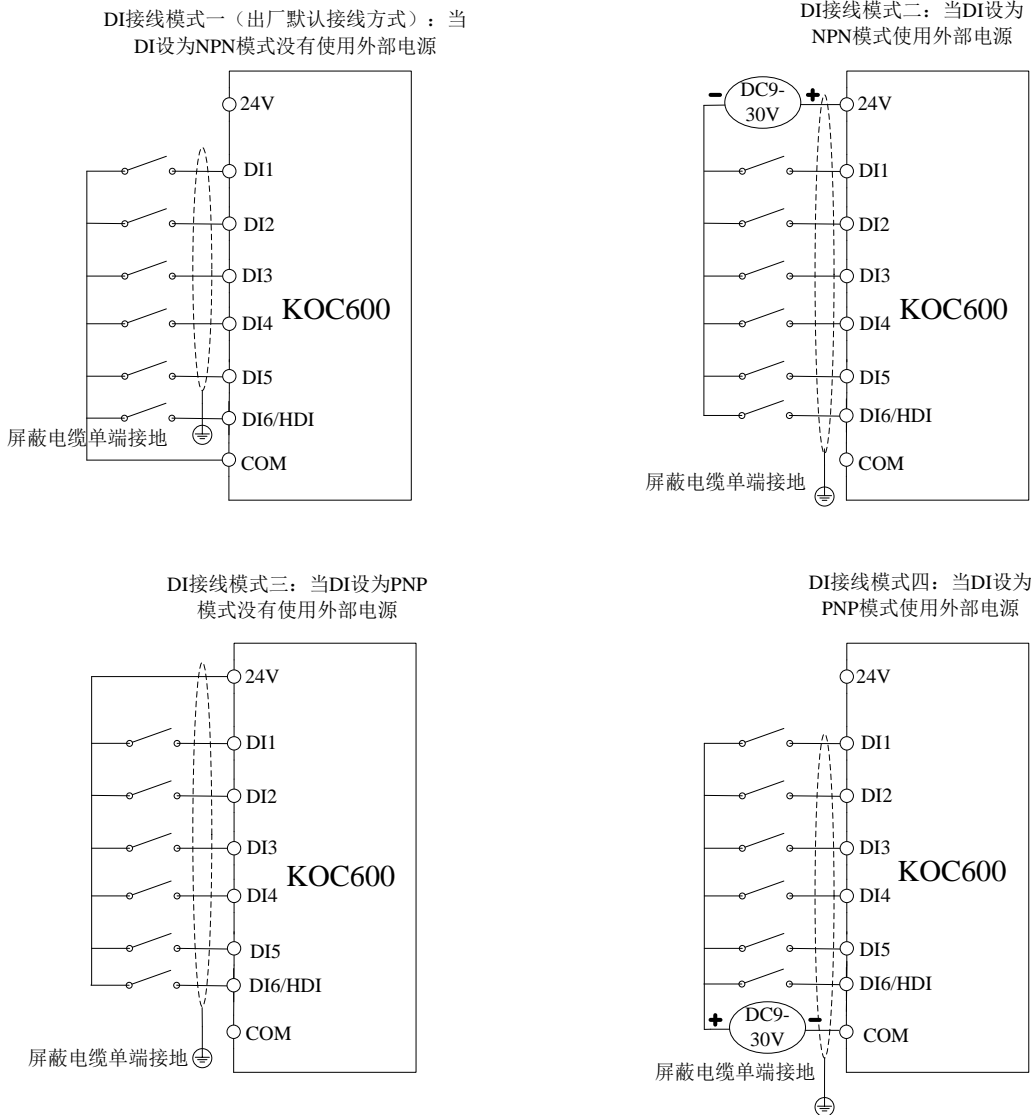 DI接线模式一（出厂默认接线方式）：当
DI设为NPN模式没有使用外部电源
24V
DI1
DI2
DI3
KOC600
DI4
DI5
DI6/HDI
屏蔽电缆单端接地
COM
DI接线模式二：当DI设为
NPN模式使用外部电源
DC9-
30V
24V
DI1
DI2
DI3
KOC600
DI4
DI5
DI6/HDI
COM
屏蔽电缆单端接地
DI接线模式三：当DI设为PNP
模式没有使用外部电源
24V
DI1
DI2
DI3
KOC600
DI4
DI5
DI6/HDI
COM
屏蔽电缆单端接地
DI接线模式四：当DI设为
PNP模式使用外部电源
24V
DI1
DI2
DI3
KOC600
DI4
DI5
DI6/HDI
DC9-
30V
COM
屏蔽电缆单端接地